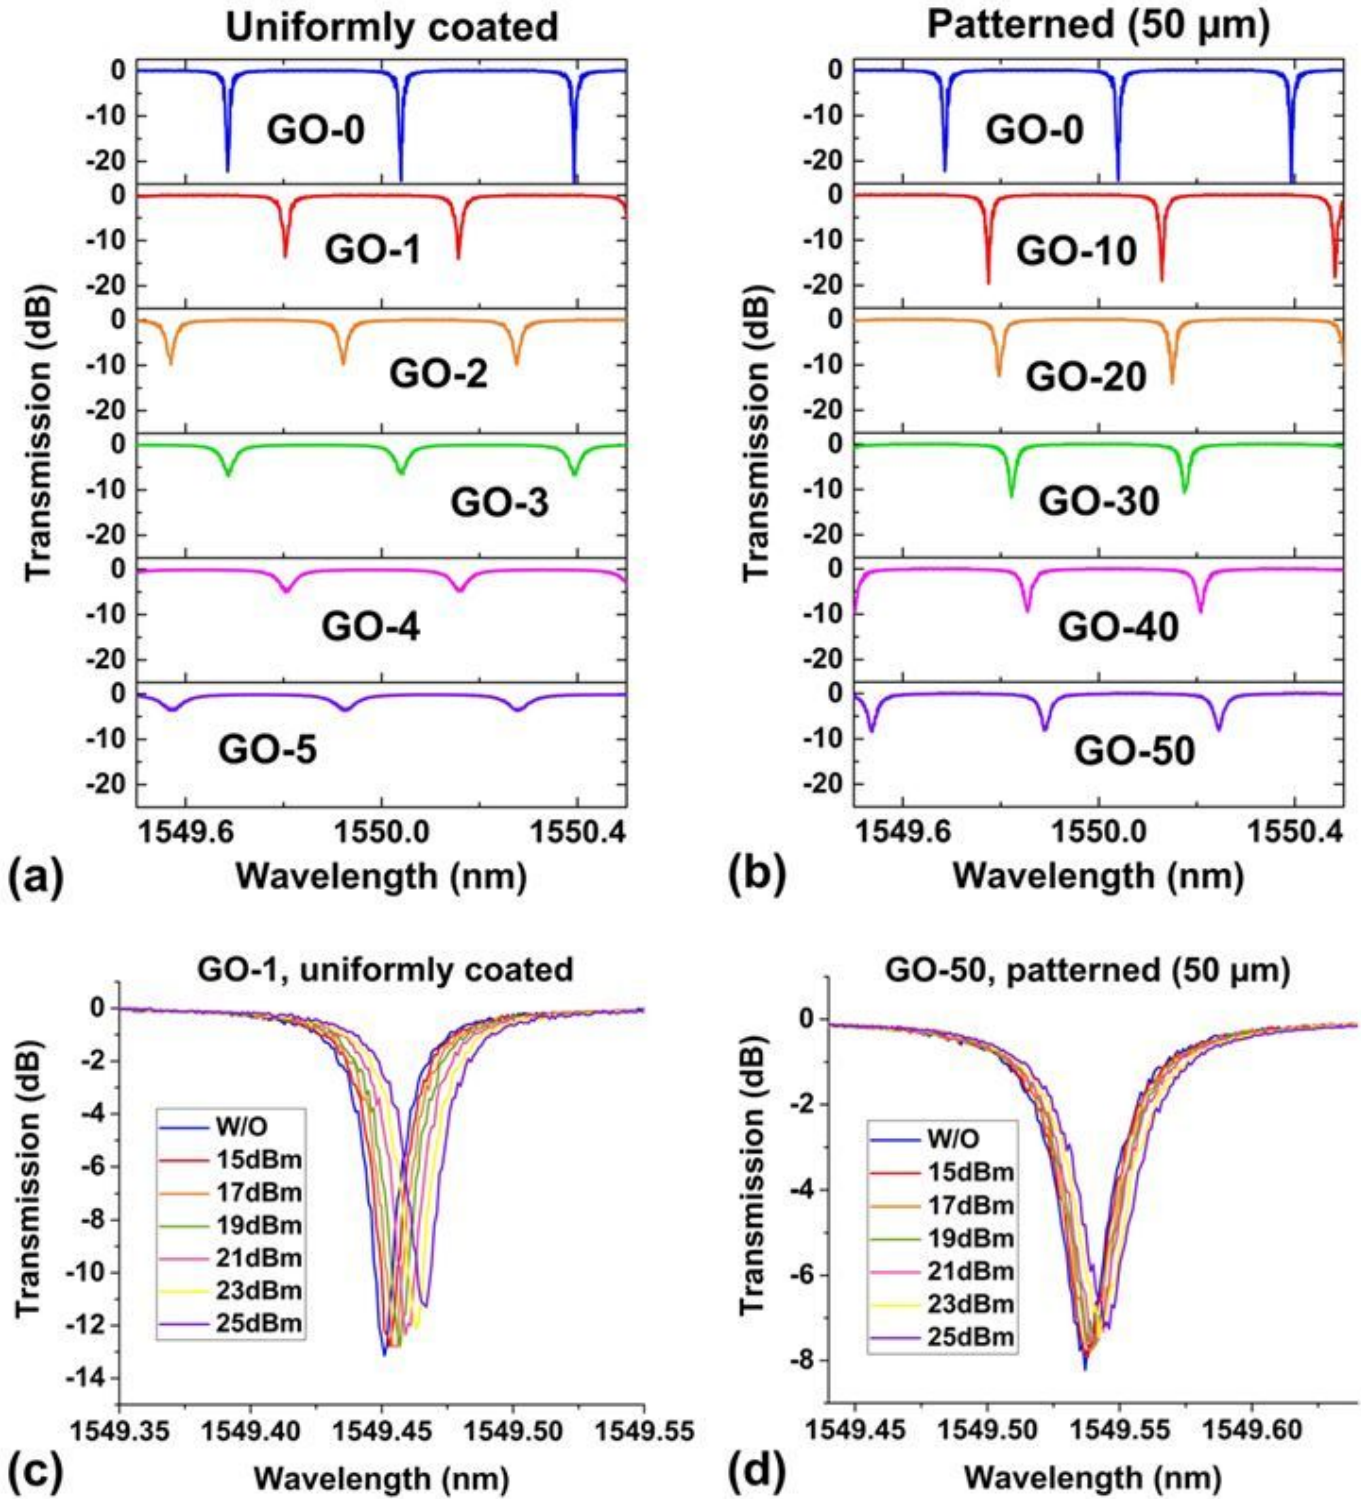 Uniformly coated
0
-10
-20
GO-0
0
-10
-20
GO-1
0
-10
-20
GO-2
0
-10
-20
GO-3
0
-10
-20
GO-4
0
-10
-20
GO-5
Transmission (dB)
1549.6 1550.0 1550.4
Wavelength (nm)
(a)
Patterned (50 µm)
0
-10
-20
GO-0
0
-10
-20
GO-10
0
-10
-20
GO-20
0
-10
-20
GO-30
0
-10
-20
GO-40
0
-10
-20
GO-50
Transmission (dB)
1549.6 1550.0 1550.4
Wavelength (nm)
(b)
GO-1, uniformly coated
0
-2
-4
-6
-8
-10
-12
-14
Transmission (dB)
W/O
15dBm
17dBm
19dBm
21dBm
23dBm
25dBm
1549.35 1549.40 1549.45 1549.50 1549.55
Wavelength (nm)
(c)
GO-50, patterned (50 µm)
0
-2
-4
-6
-8
Transmission (dB)
W/O
15dBm
17dBm
19dBm
21dBm
23dBm
25dBm
1549.45 1549.50 1549.55 1549.60
Wavelength (nm)
(d)